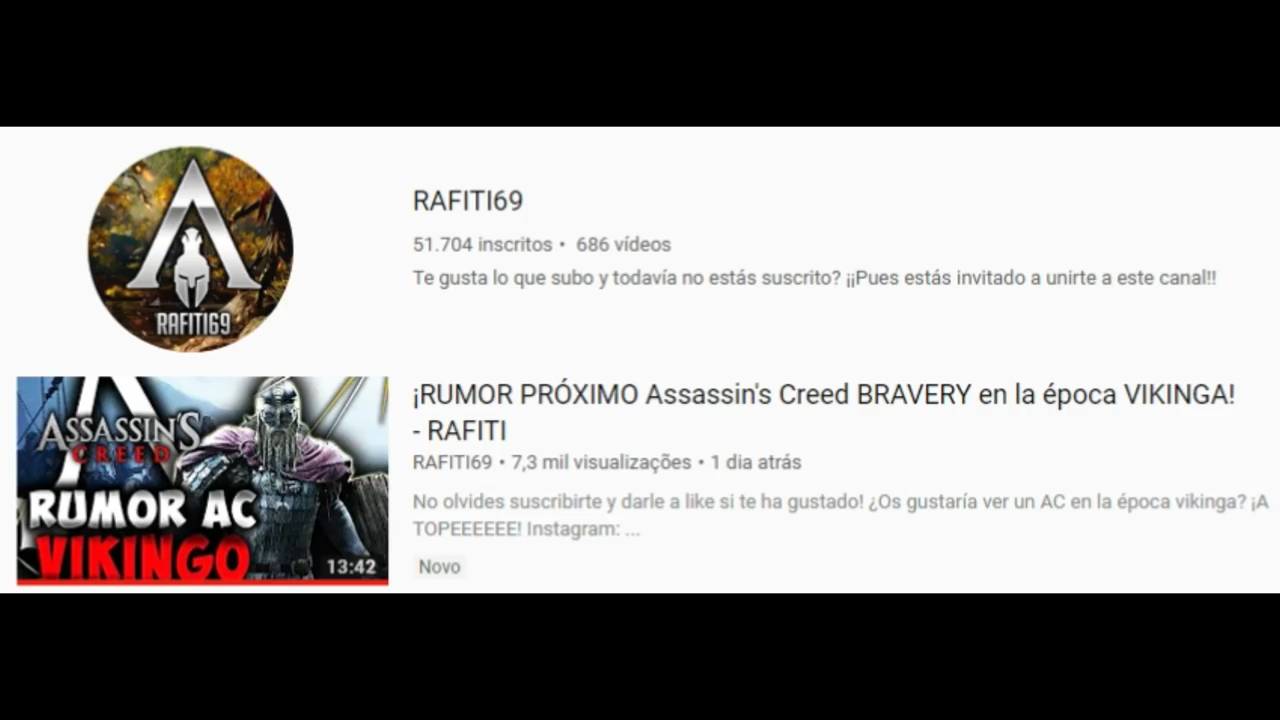 RAFITI69
RAFITI69
51.704 inscritos • 686 vídeos
Te gusta lo que subo y todavía no estás suscrito? ¡¡Pues estás invitado a unirte a este canal!!
ASSASSIN'S
CREED
RUMOR AC
VIKINGO
13:42
¡RUMOR PRÓXIMO Assassin's Creed BRAVERY en la época VIKINGA!
- RAFITI
RAFITI69 • 7,3 mil visualizações • 1 dia atrás
No olvides suscribirte y darle a like si te ha gustado! ¿Os gustaría ver un AC en la época vikinga? ¡A
TOPEEEEEE! Instagram: ...
Novo